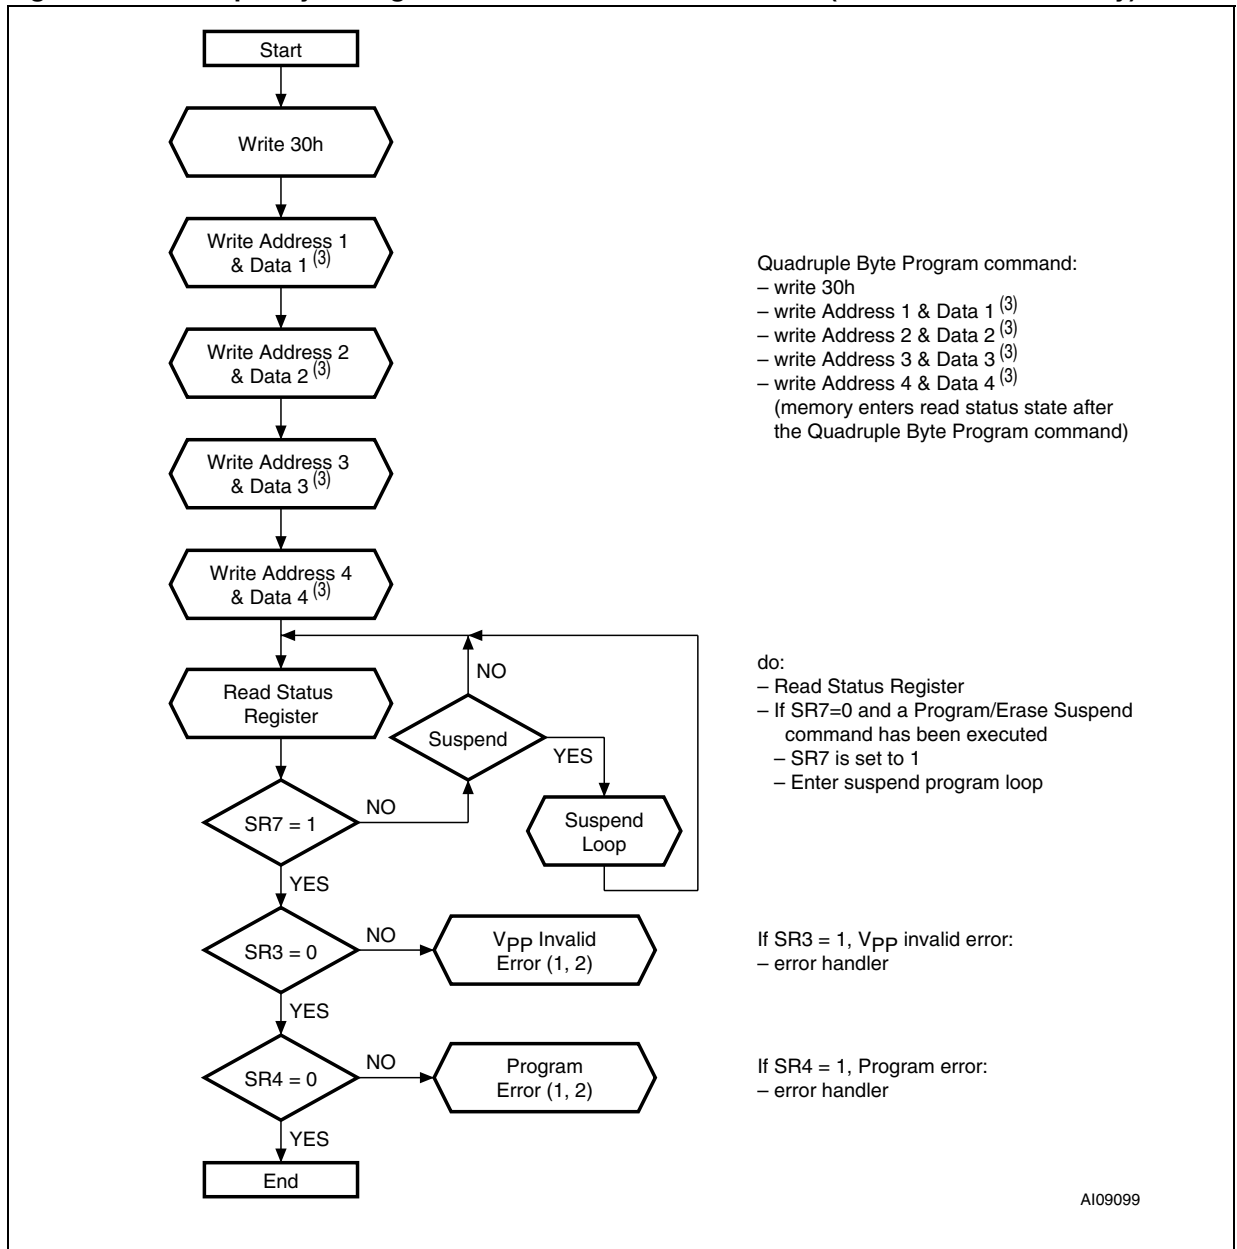 Start
Write 30h
Write Address 1
& Data 1 (3)
Write Address 2
& Data 2 (3)
Write Address 3
& Data 3 (3)
Write Address 4
& Data 4 (3)
Read Status
Register
NO
Suspend
YES
SR7 = 1
NO
Suspend
Loop
YES
SR3 = 0
NO
VPP Invalid
Error (1, 2)
YES
SR4 = 0
NO
Program
Error (1, 2)
YES
End
Quadruple Byte Program command:
– write 30h
– write Address 1 & Data 1 (3)
– write Address 2 & Data 2 (3)
– write Address 3 & Data 3 (3)
– write Address 4 & Data 4 (3)
(memory enters read status state after
the Quadruple Byte Program command)
do:
– Read Status Register
– If SR7=0 and a Program/Erase Suspend
command has been executed
– SR7 is set to 1
– Enter suspend program loop
If SR3 = 1, VPP invalid error:
– error handler
If SR4 = 1, Program error:
– error handler
AI09099